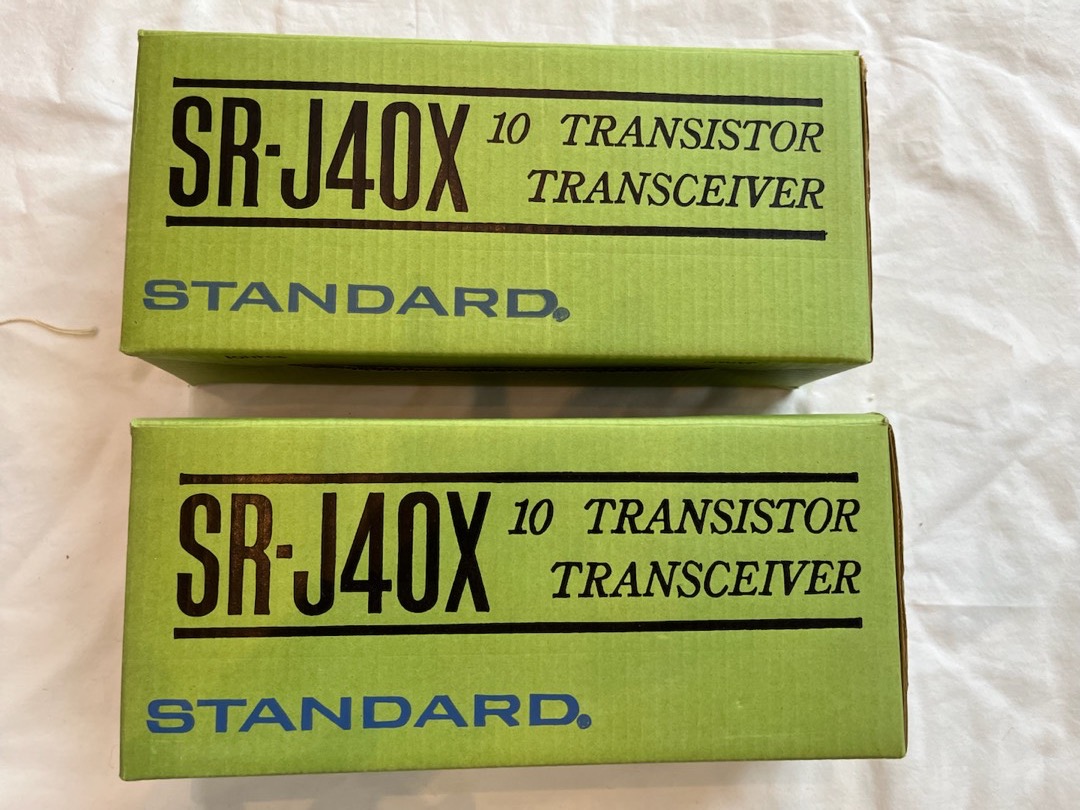 SR-J40X 10 TRANSISTOR
TRANSCEIVER
STANDARD®
SR-J40X 10 TRANSISTOR
TRANSCEIVER
STANDARD®